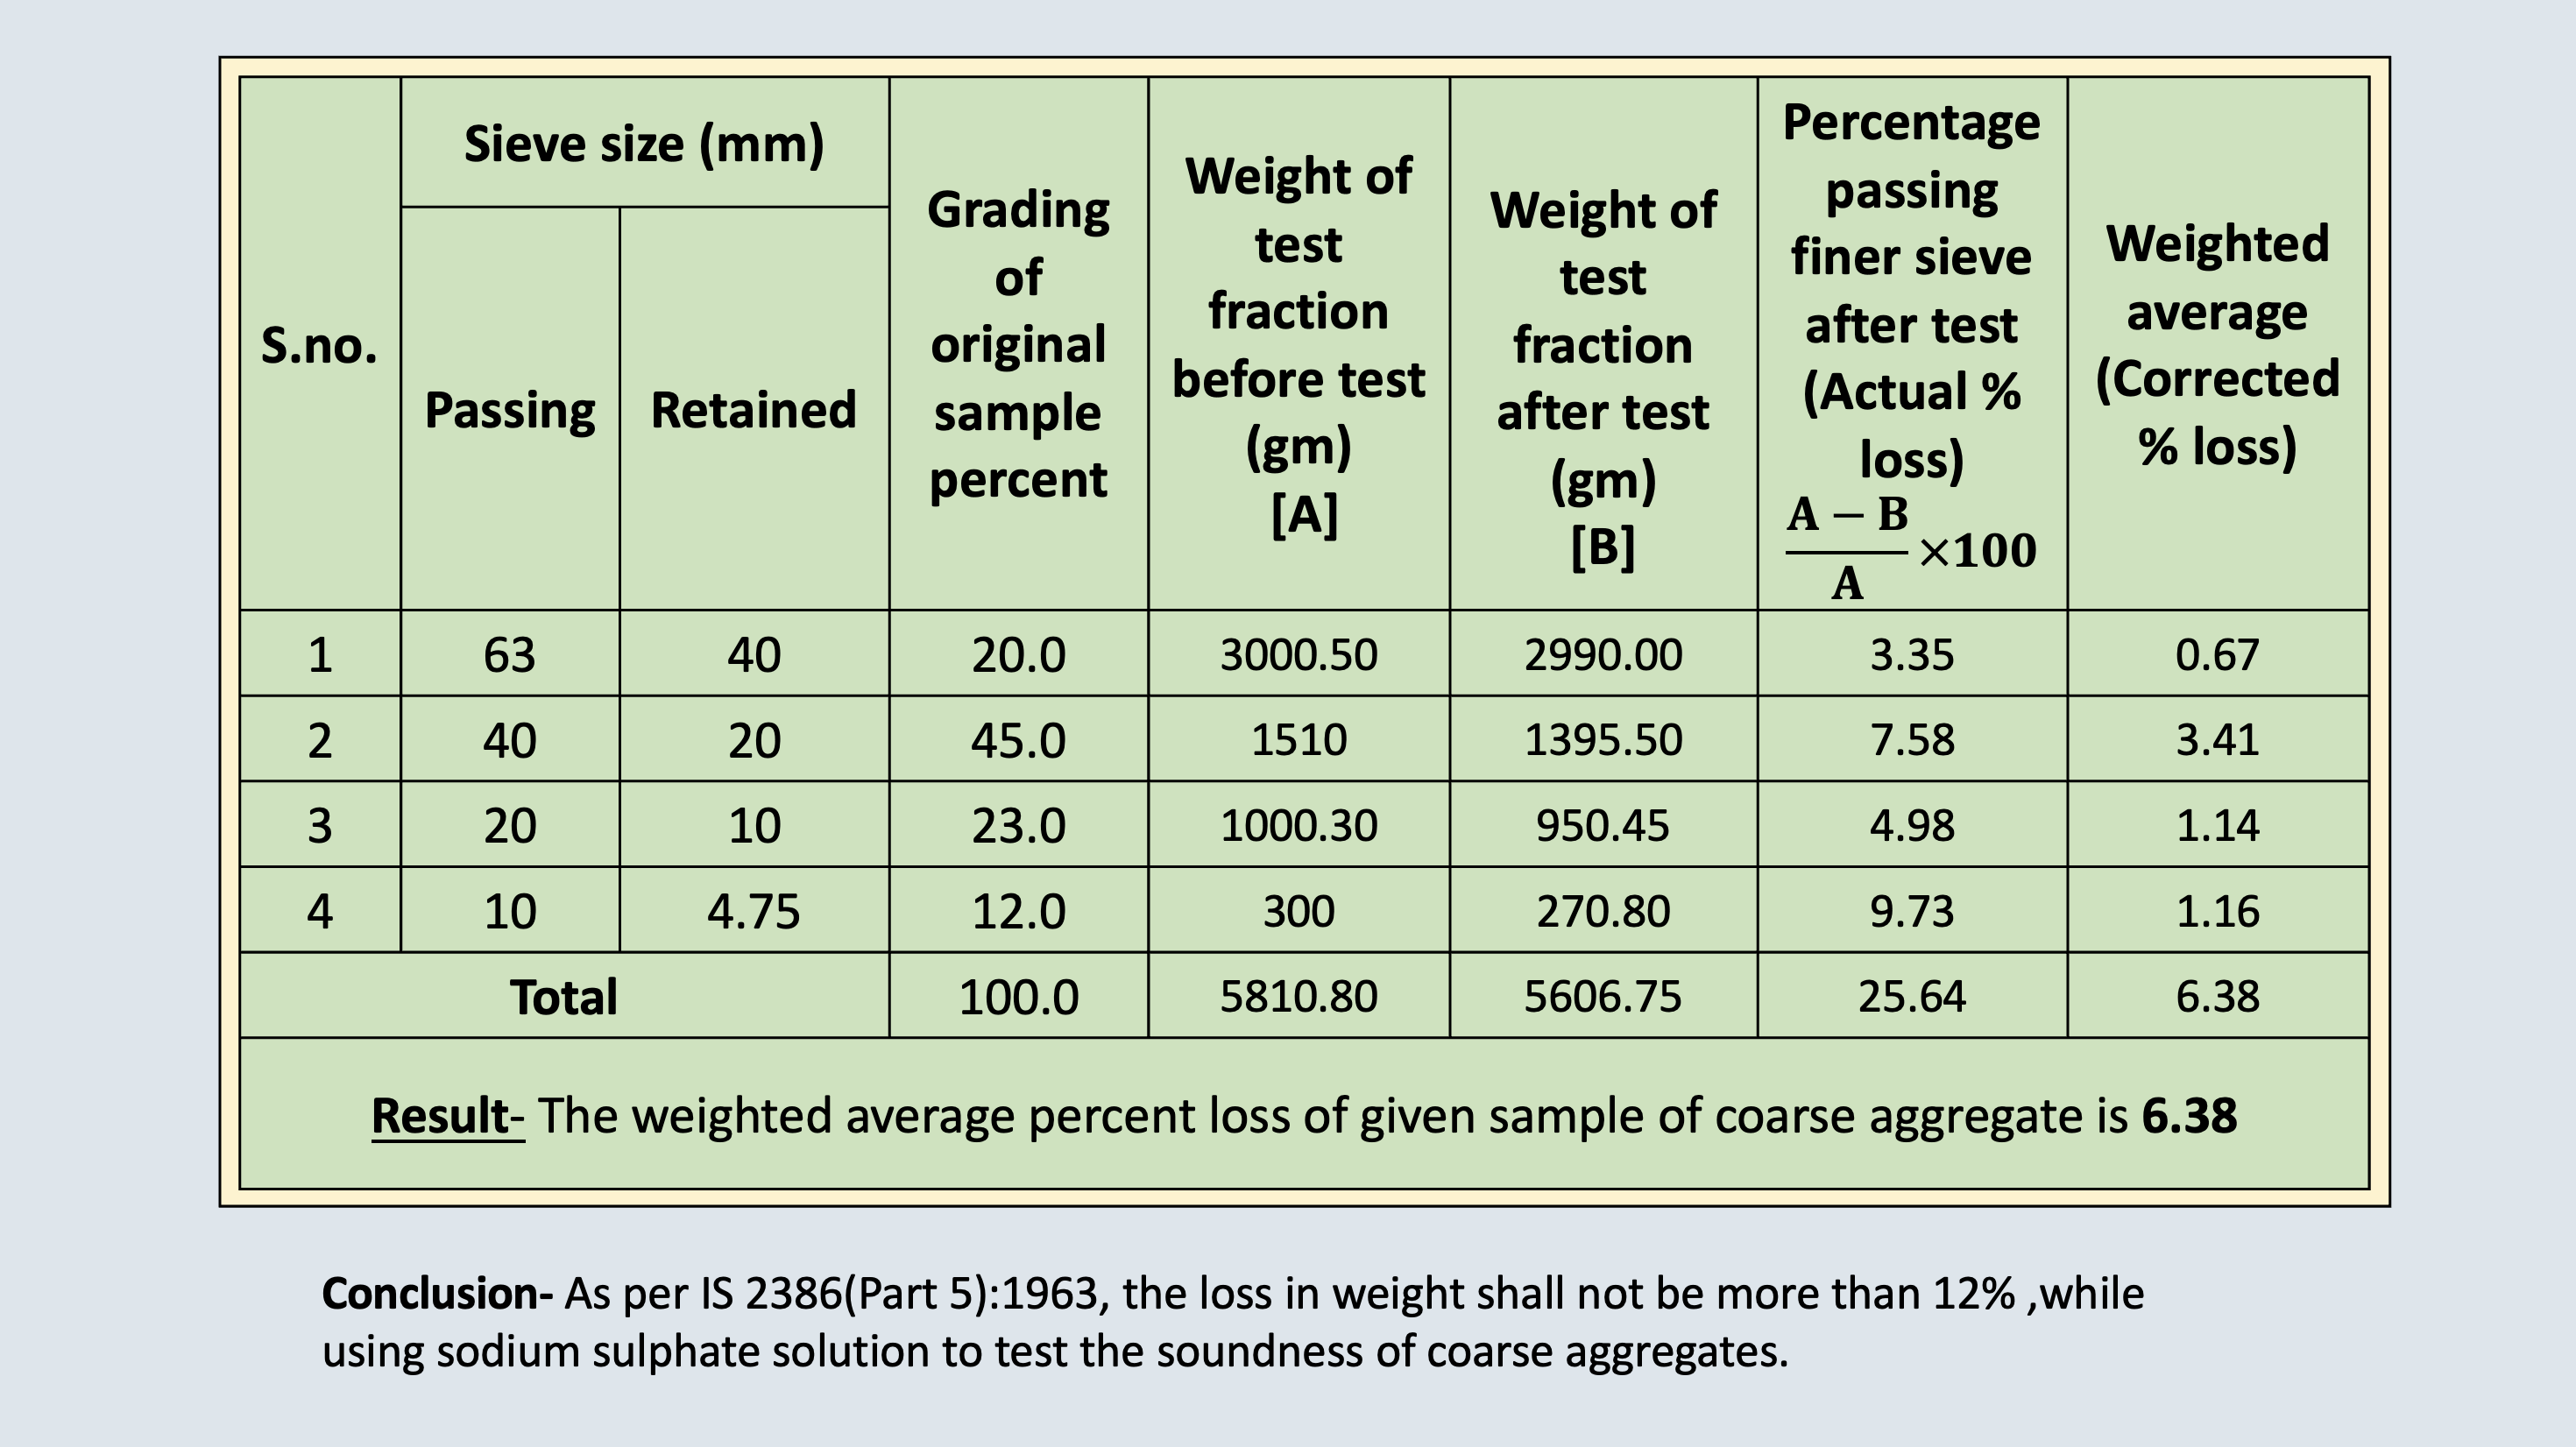 S.no.
Sieve size (mm)
Passing
Retained
Grading
of
original
sample
percent
Weight of
test
fraction
before test
(gm)
[A]
Weight of
test
fraction
after test
(gm)
[B]
Percentage
passing
finer sieve
after test
(Actual %
loss)
A − B
A
×100
Weighted
average
(Corrected
% loss)
1 63 40 20.0 3000.50 2990.00 3.35 0.67
2 40 20 45.0 1510 1395.50 7.58 3.41
3 20 10 23.0 1000.30 950.45 4.98 1.14
4 10 4.75 12.0 300 270.80 9.73 1.16
Total 100.0 5810.80 5606.75 25.64 6.38
Result- The weighted average percent loss of given sample of coarse aggregate is 6.38
Conclusion- As per IS 2386(Part 5):1963, the loss in weight shall not be more than 12% ,while
using sodium sulphate solution to test the soundness of coarse aggregates.